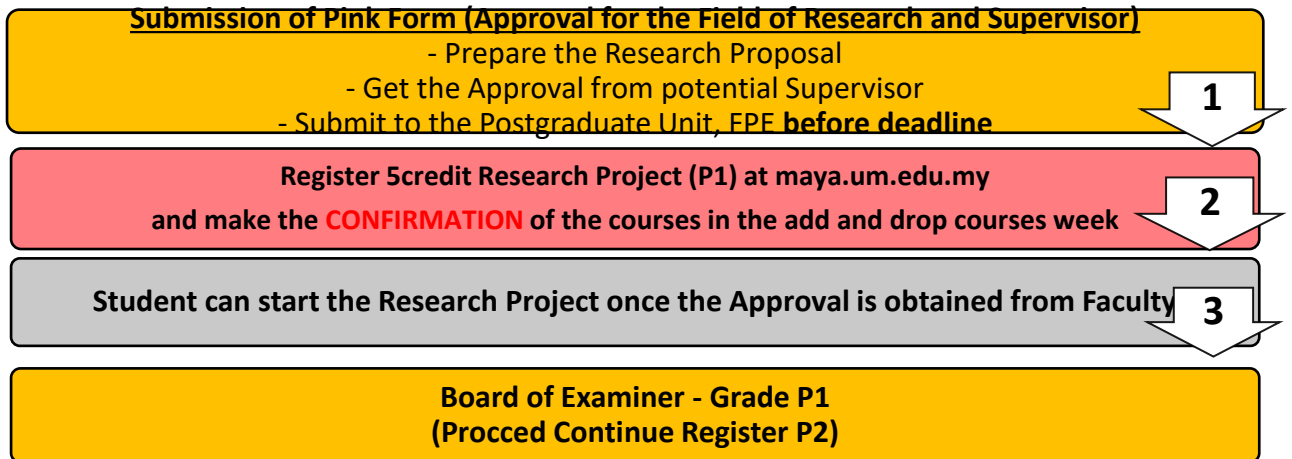 Submission of Pink Form (Approval for the Field of Research and Supervisor)
- Prepare the Research Proposal
- Get the Approval from potential Supervisor
- Submit to the Postgraduate Unit, FPE before deadline
1
Register 5credit Research Project (P1) at maya.um.edu.my
and make the CONFIRMATION of the courses in the add and drop courses week
2
Student can start the Research Project once the Approval is obtained from Faculty
3
Board of Examiner - Grade P1
(Procced Continue Register P2)